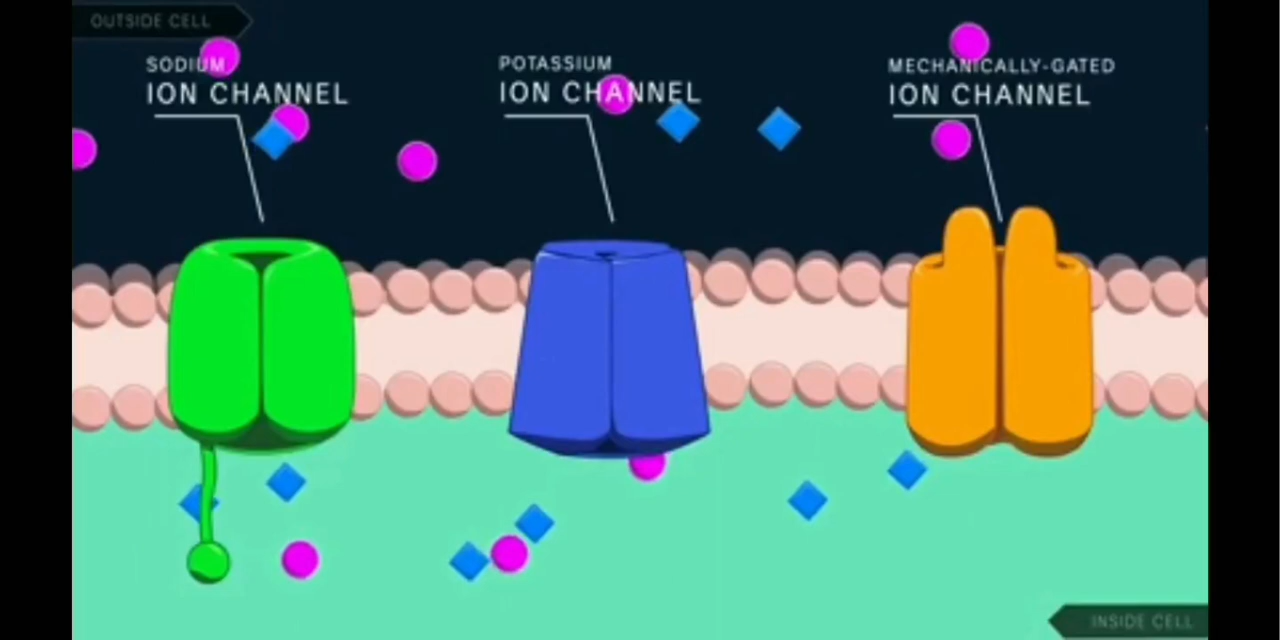 OUTSIDE CELL
SODIUM
ION CHANNEL
POTASSIUM
ION CHANNEL
MECHANICALLY-GATED
ION CHANNEL
INSIDE CELL